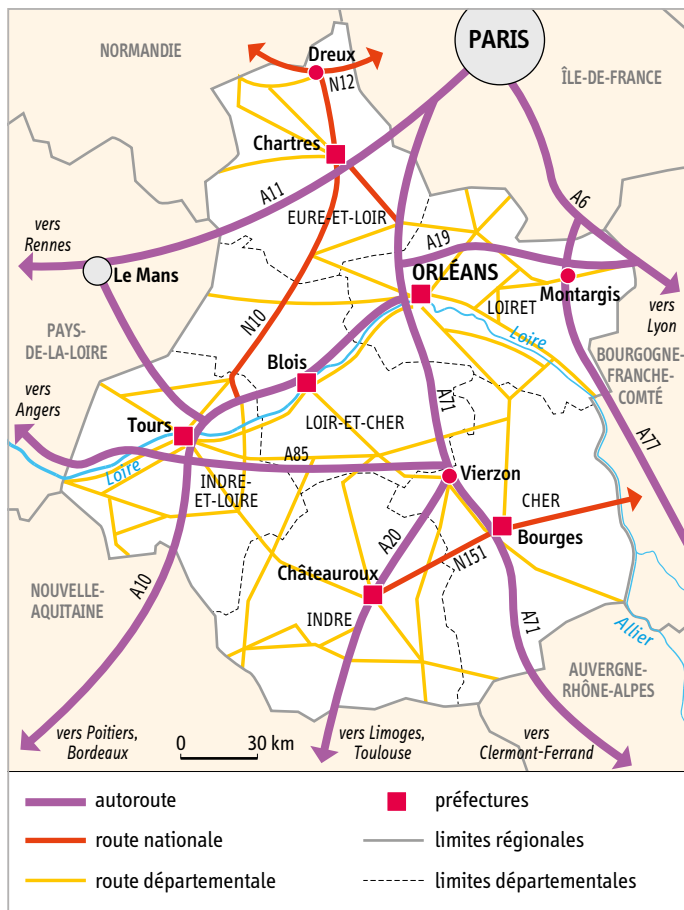 NORMANDIE
PARIS
Dreux
N12
ÎLE-DE-FRANCE
Chartres
A11
A6
EURE-ET-LOIR
vers
Rennes
A19
Le Mans
ORLÉANS
Montargis
LOIRET
vers
Lyon
N10
Loire
PAYS-
DE-LA-LOIRE
Blois
BOURGOGNE-
FRANCHE-
COMTÉ
vers
Angers
A71
Tours
LOIR-ET-CHER
A77
A85
Loire
Vierzon
INDRE-
ET-LOIRE
CHER
Bourges
A20
N151
Châteauroux
A10
NOUVELLE-
AQUITAINE
INDRE
A71
Allier
AUVERGNE-
RHÔNE-ALPES
vers Poitiers,
Bordeaux
0 30 km
vers Limoges,
Toulouse
vers
Clermont-Ferrand
autoroute
préfectures
route nationale
limites régionales
route départementale
limites départementales